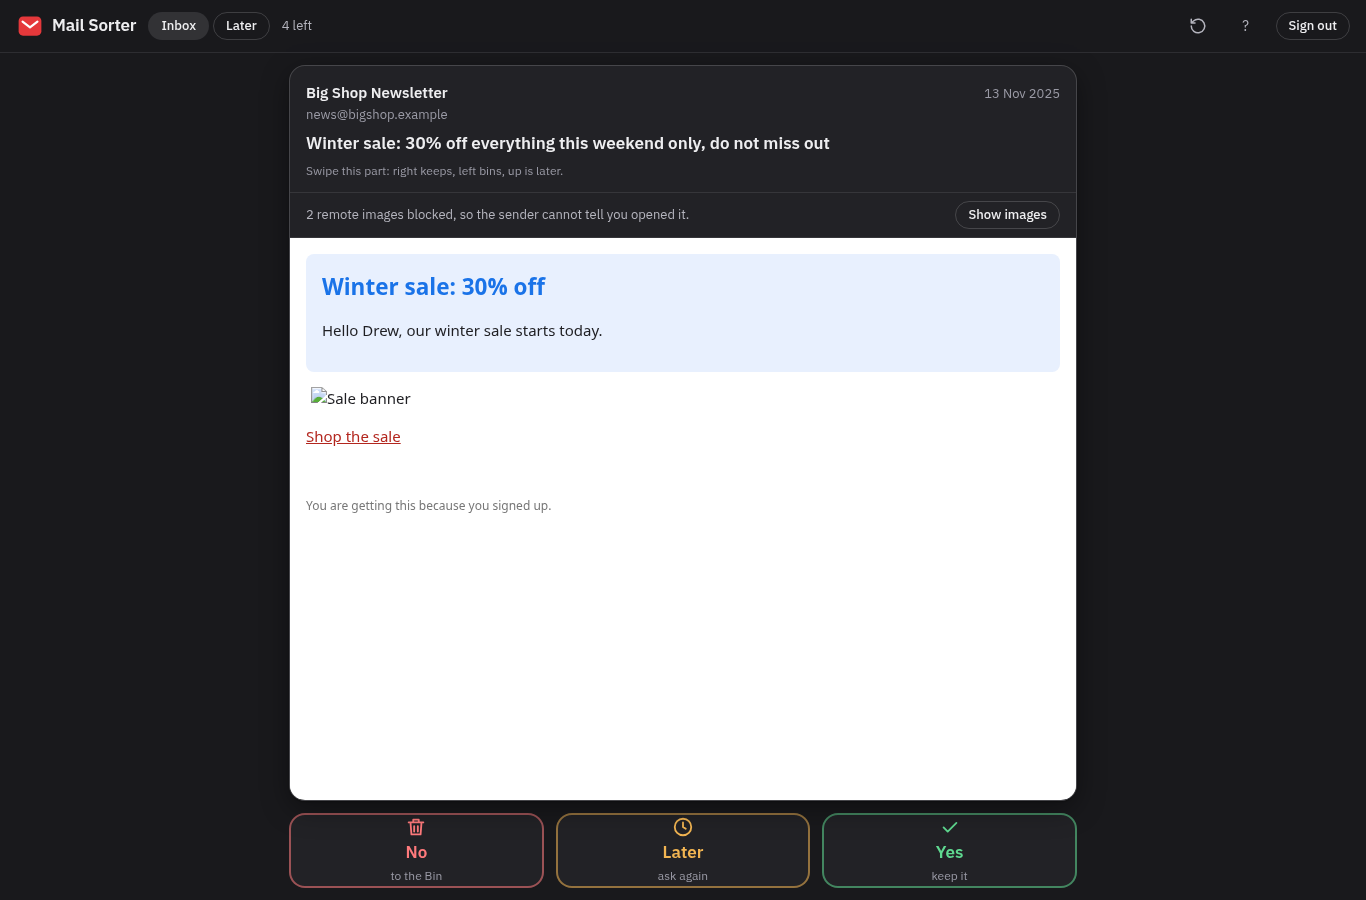 Mail Sorter
Inbox
Later
4 left
?
Sign out
Big Shop Newsletter
13 Nov 2025
news@bigshop.example
Winter sale: 30% off everything this weekend only, do not miss out
Swipe this part: right keeps, left bins, up is later.
2 remote images blocked, so the sender cannot tell you opened it.
Show images
Winter sale: 30% off
Hello Drew, our winter sale starts today.
Sale banner
Shop the sale
You are getting this because you signed up.
No
to the Bin
Later
ask again
Yes
keep it